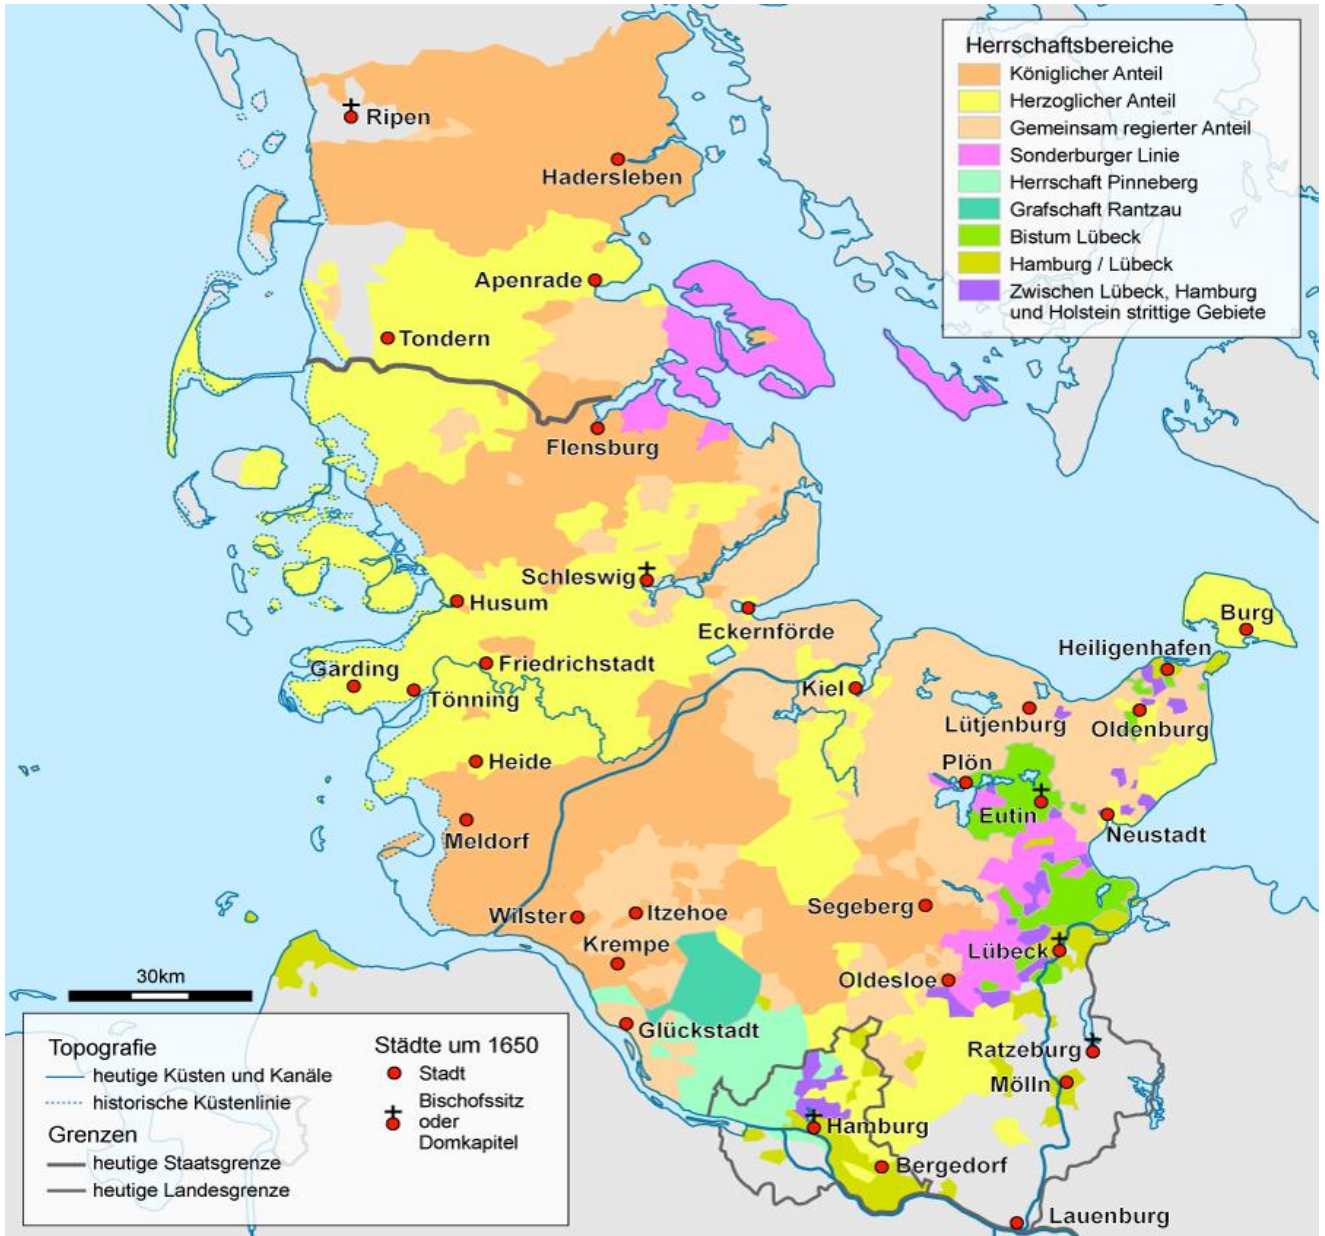 Herrschaftsbereiche
Königlicher Anteil
Herzoglicher Anteil
Gemeinsam regierter Anteil
Sonderburger Linie
Herrschaft Pinneberg
Grafschaft Rantzau
Bistum Lübeck
Hamburg / Lübeck
Zwischen Lübeck, Hamburg
und Holstein strittige Gebiete
Ripen
Hadersleben
Apenrade
Tondern
Flensburg
Schleswig
Husum
Eckernförde
Burg
Heiligenhafen
Gärding
Friedrichstadt
Tönning
Kiel
Lütjenburg
Oldenburg
Heide
Plön
Eutin
Neustadt
Meldorf
Wilster
Itzehoe
Segeberg
Krempe
Lübeck
Oldesloe
30km
Glückstadt
Ratzeburg
Mölln
Hamburg
Bergedorf
Lauenburg
Topografie
heutige Küsten und Kanäle
historische Küstenlinie
Grenzen
heutige Staatsgrenze
heutige Landesgrenze
Städte um 1650
Stadt
Bischofssitz
oder
Domkapitel